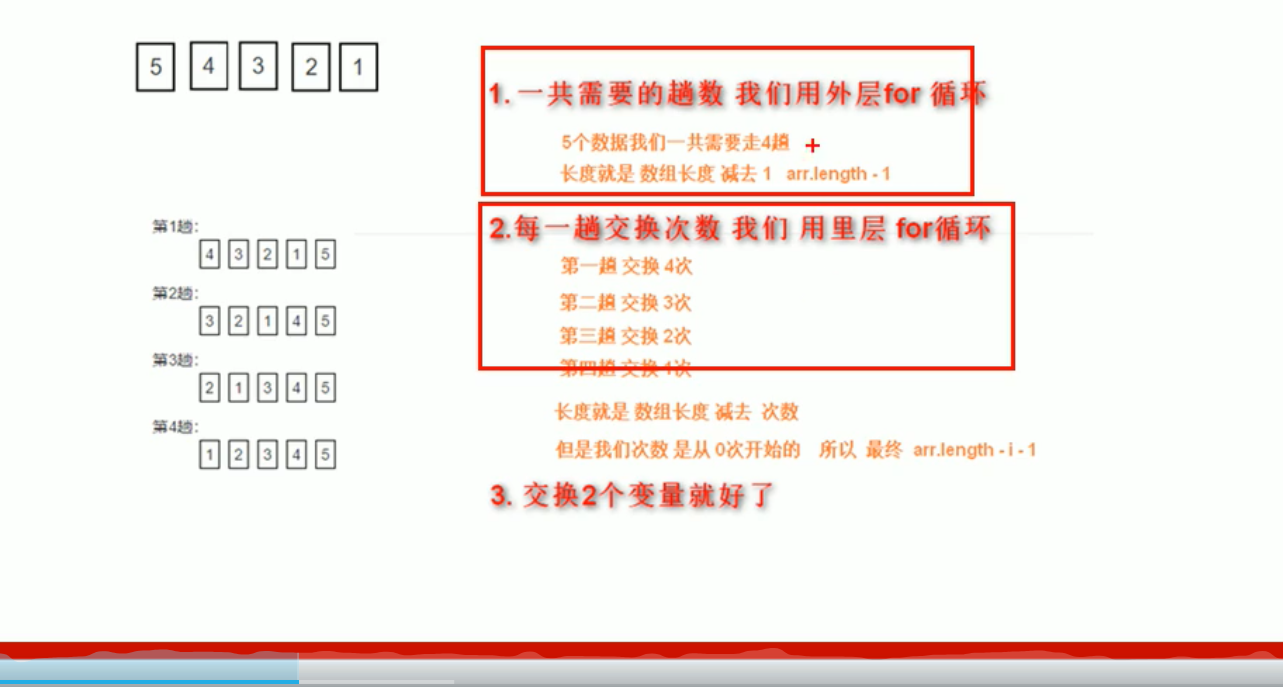 5 4 3 2 1
1. 一共需要的趟数 我们用外层for 循环
5个数据我们一共需要走4趟
长度就是 数组长度 减去 1 arr.length - 1
第1趟:
4 3 2 1 5
第2趟:
3 2 1 4 5
第3趟:
2 1 3 4 5
第4趟:
1 2 3 4 5
2.每一趟交换次数 我们 用里层 for循环
第一趟 交换 4次
第二趟 交换 3次
第三趟 交换 2次
第四趟 交换 1次
长度就是 数组长度 减去 次数
但是我们次数 是从 0次开始的 所以 最终 arr.length - i - 1
3. 交换2个变量就好了